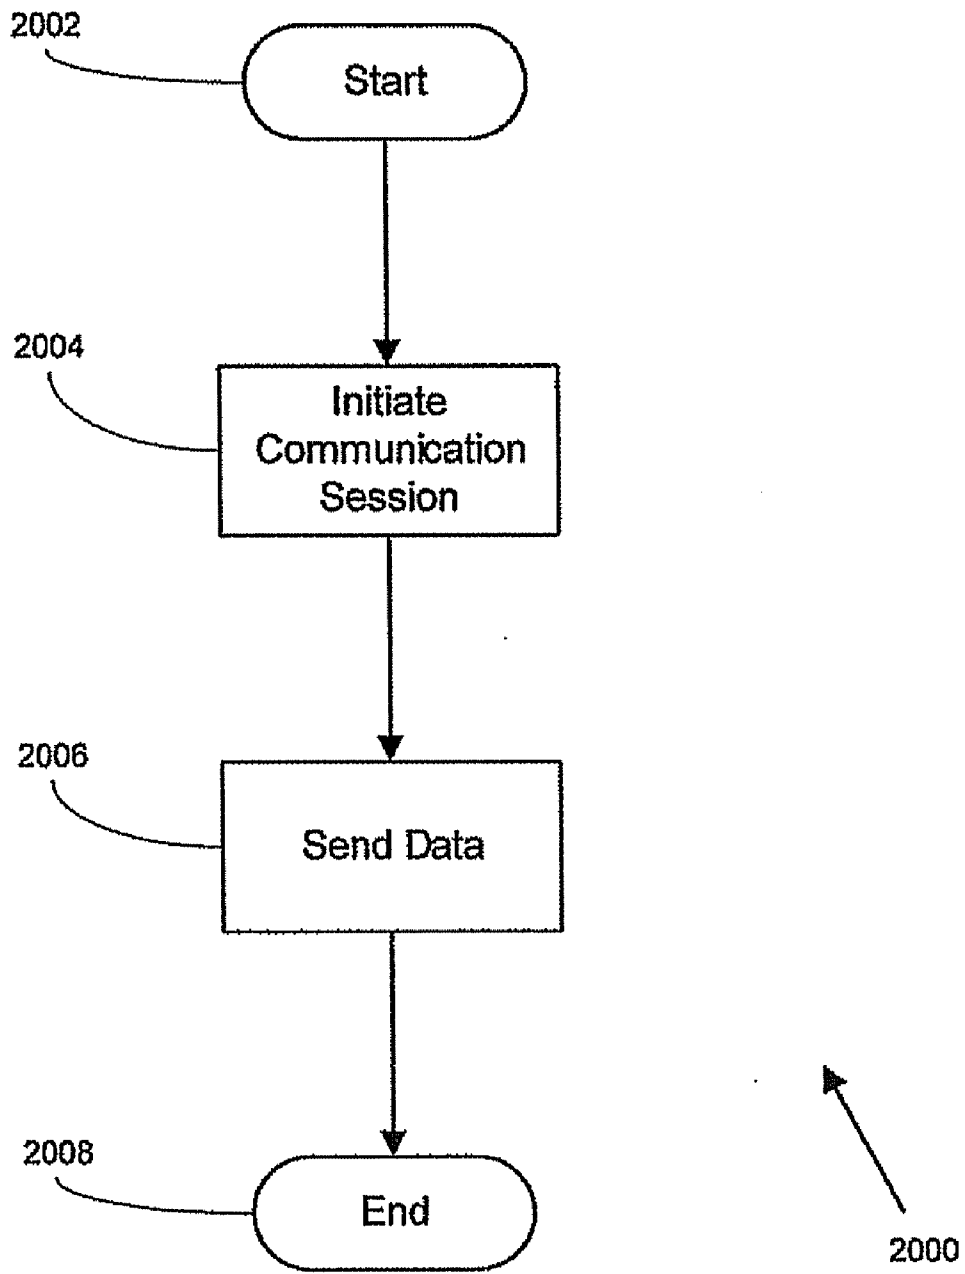 2002
Start
2004
Initiate
Communication
Session
2006
Send Data
2008
End
2000